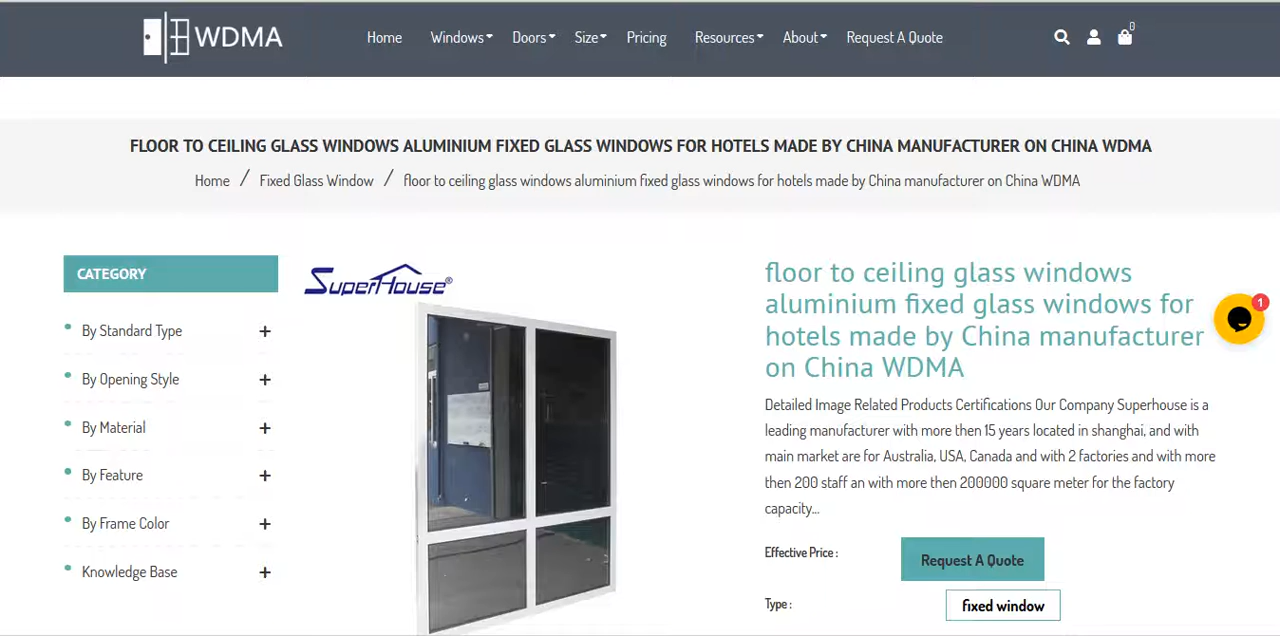 WDMA
Home Windows Doors Size Pricing Resources About Request A Quote
0
FLOOR TO CEILING GLASS WINDOWS ALUMINIUM FIXED GLASS WINDOWS FOR HOTELS MADE BY CHINA MANUFACTURER ON CHINA WDMA
Home / Fixed Glass Window / floor to ceiling glass windows aluminium fixed glass windows for hotels made by China manufacturer on China WDMA
CATEGORY
By Standard Type +
By Opening Style +
By Material +
By Feature +
By Frame Color +
Knowledge Base +
SuperHouse®
floor to ceiling glass windows
aluminium fixed glass windows for
hotels made by China manufacturer
on China WDMA
1
Detailed Image Related Products Certifications Our Company Superhouse is a
leading manufacturer with more then 15 years located in shanghai, and with
main market are for Australia, USA, Canada and with 2 factories and with more
then 200 staff an with more then 200000 square meter for the factory
capacity...
Effective Price : Request A Quote
Type : fixed window